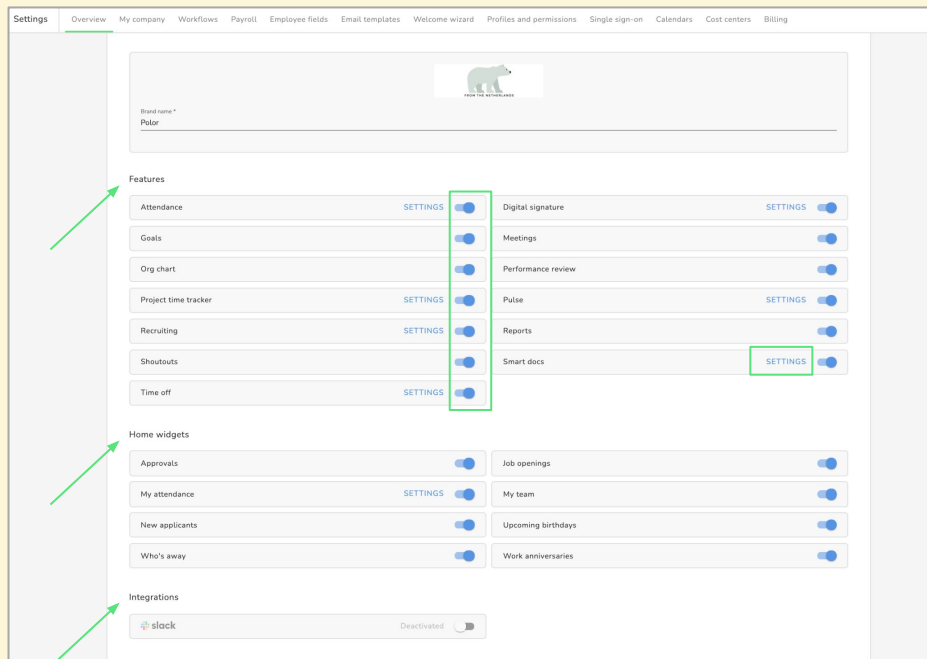 Settings Overview My company Workflows Payroll Employee fields Email templates Welcome wizard Profiles and permissions Single sign-on Calendars Cost centers Billing
FROM THE NETHERLANDS
Brand name *
Polor
Features
Attendance SETTINGS Digital signature SETTINGS
Goals Meetings
Org chart Performance review
Project time tracker SETTINGS Pulse SETTINGS
Recruiting SETTINGS Reports
Shoutouts Smart docs SETTINGS
Time off SETTINGS
Home widgets
Approvals Job openings
My attendance SETTINGS My team
New applicants Upcoming birthdays
Who's away Work anniversaries
Integrations
slack Deactivated